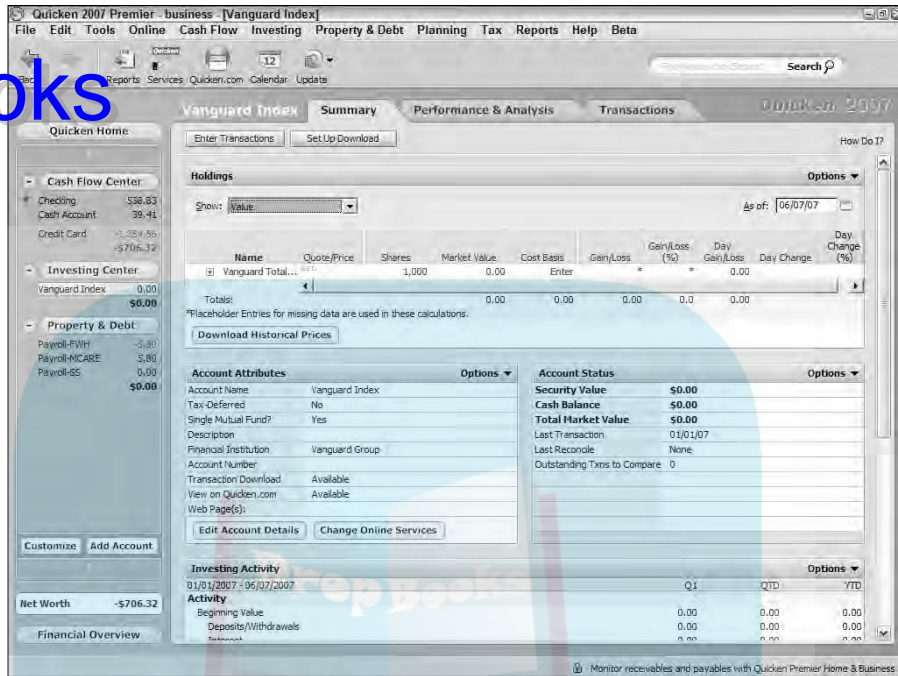 Quicken 2007 Premier - business - [Vanguard Index]
File Edit Tools Online Cash Flow Investing Property & Debt Planning Tax Reports Help Beta
Reports Services Quicken.com Calendar Update
Search
oks
Vanguard Index Summary Performance & Analysis Transactions Quicken 2007
Quicken Home
Enter Transactions Set Up Download How Do I?
Holdings Options
Show: Value As of: 06/07/07
Name Quote/Price Shares Market Value Cost Basis Gain/Loss Gain/Loss (%) Day Gain/Loss Day Change Day Change (%)
Vanguard Total... 1,000 0.00 Enter * * 0.00
Totals: 0.00 0.00 0.00 0.0 0.00
*Placeholder Entries for missing data are used in these calculations.
Download Historical Prices
Cash Flow Center
Checking 538.83
Cash Account 39.41
Credit Card
-$706.32
Investing Center
Vanguard Index 0.00
$0.00
Property & Debt
Payroll-FWH
Payroll-MCARE 5.80
Payroll-SS 0.00
$0.00
Customize Add Account
Net Worth -$706.32
Financial Overview
Account Attributes Options
Account Name Vanguard Index
Tax-Deferred No
Single Mutual Fund? Yes
Description
Financial Institution Vanguard Group
Account Number
Transaction Download Available
View on Quicken.com Available
Web Page(s):
Edit Account Details Change Online Services
Account Status Options
Security Value $0.00
Cash Balance $0.00
Total Market Value $0.00
Last Transaction 01/01/07
Last Reconcile None
Outstanding Txns to Compare 0
Investing Activity Options
01/01/2007 - 06/07/2007 Q1 QTD YTD
Activity
Beginning Value 0.00 0.00 0.00
Deposits/Withdrawals 0.00 0.00 0.00
Interest 0.00 0.00 0.00
DropBooks
Monitor receivables and payables with Quicken Premier Home & Business